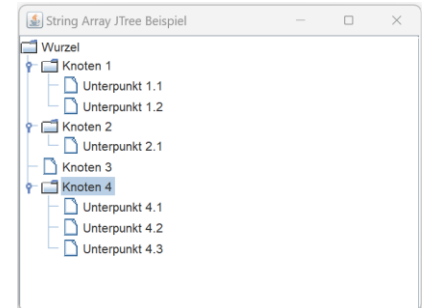 String Array JTree Beispiel
Wurzel
Knoten 1
Unterpunkt 1.1
Unterpunkt 1.2
Knoten 2
Unterpunkt 2.1
Knoten 3
Knoten 4
Unterpunkt 4.1
Unterpunkt 4.2
Unterpunkt 4.3